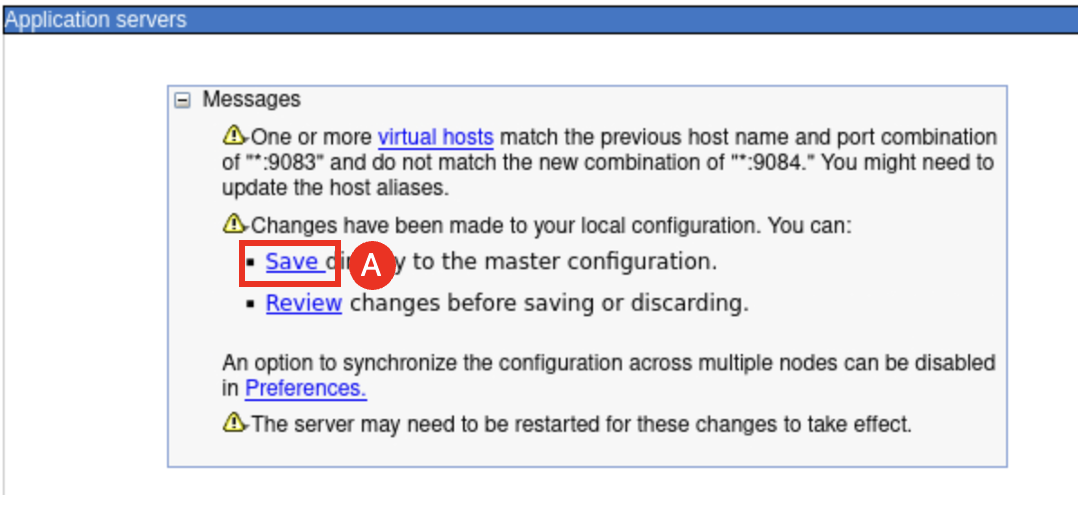 Application servers
Messages
One or more virtual hosts match the previous host name and port combination
of "*:9083" and do not match the new combination of "*:9084." You might need to
update the host aliases.
Changes have been made to your local configuration. You can:
▪ Save di y to the master configuration.
A
▪ Review changes before saving or discarding.
An option to synchronize the configuration across multiple nodes can be disabled
in Preferences.
The server may need to be restarted for these changes to take effect.